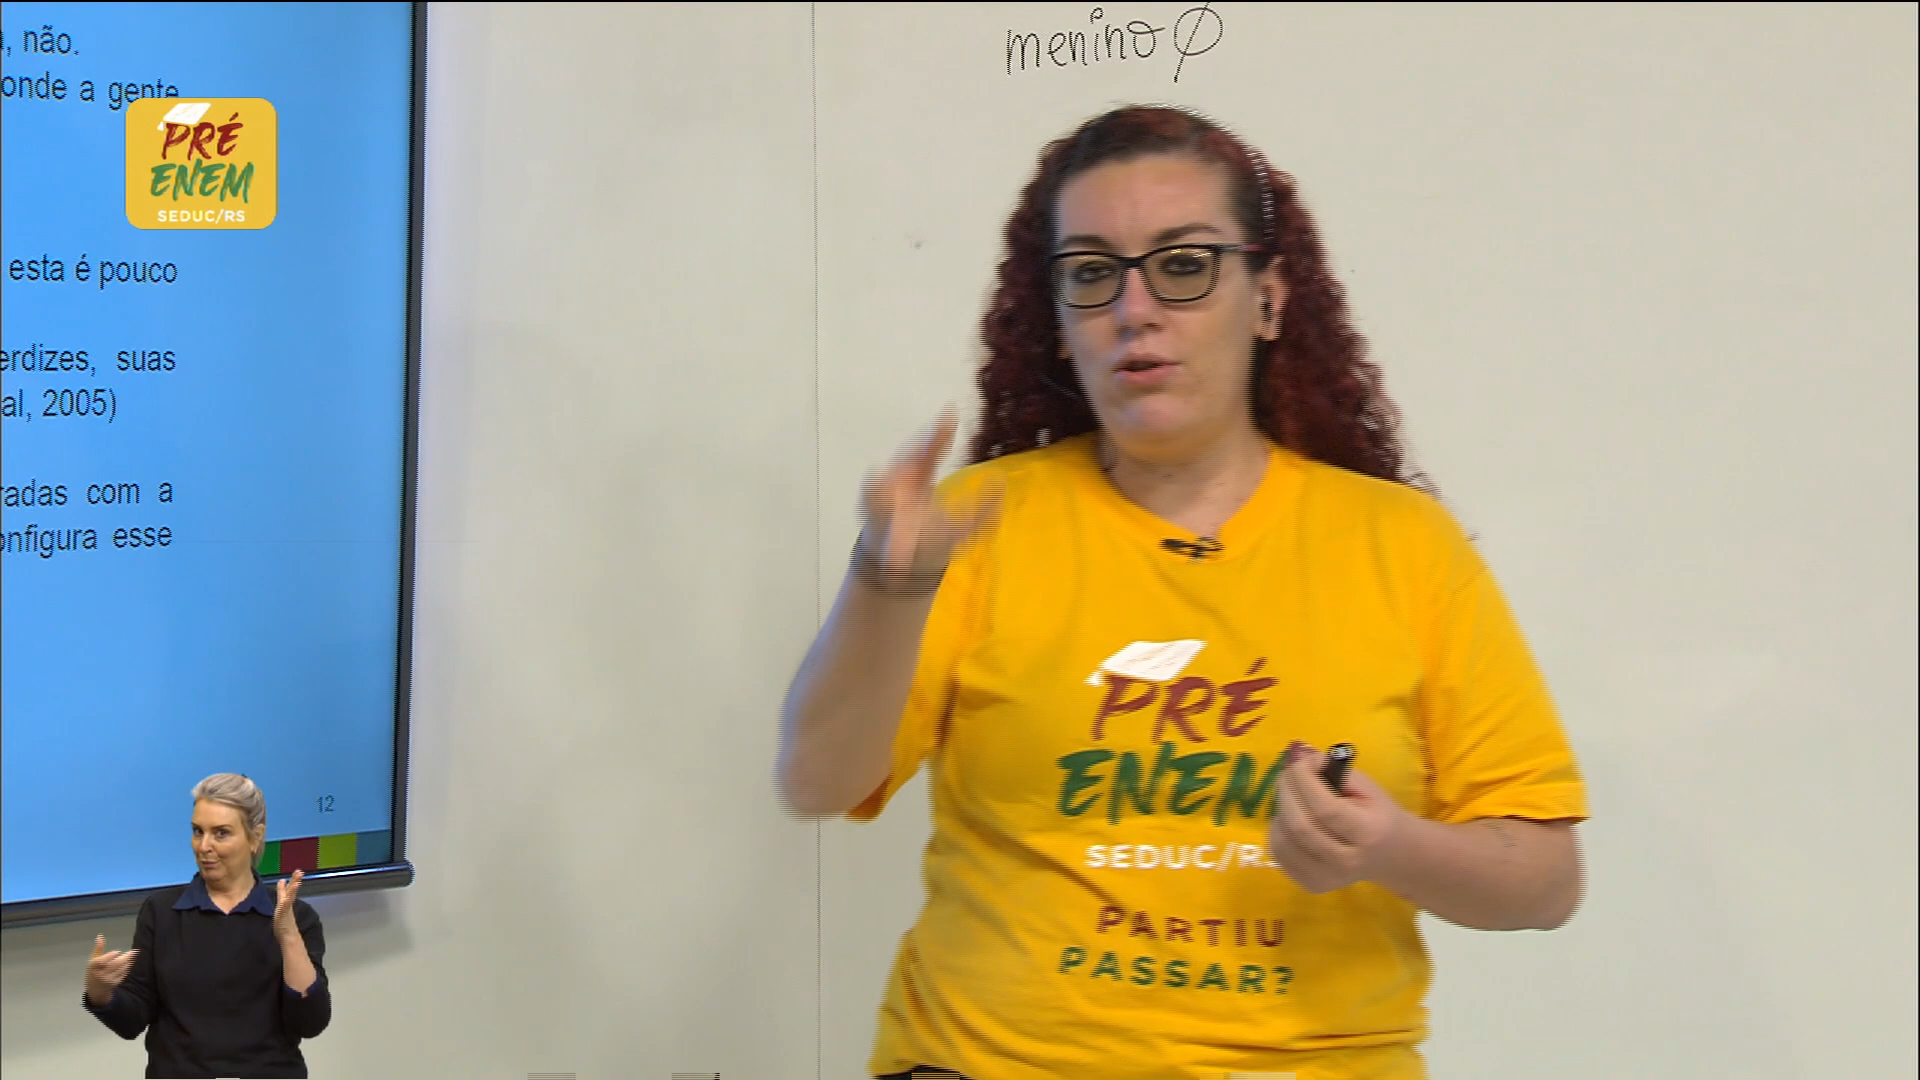 , não.
onde a gente
esta é pouco
erdizes, suas
al, 2005)
radas com a
onfigura esse
12
PRÉ
ENEM
SEDUC/RS
menino Ø
PRÉ
ENEM
SEDUC/RS
PARTIU
PASSAR?